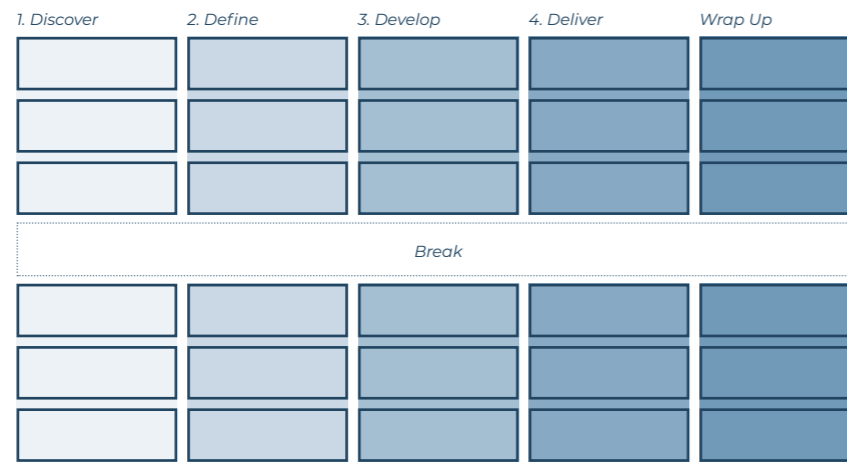 1. Discover
2. Define
3. Develop
4. Deliver
Wrap Up
Break